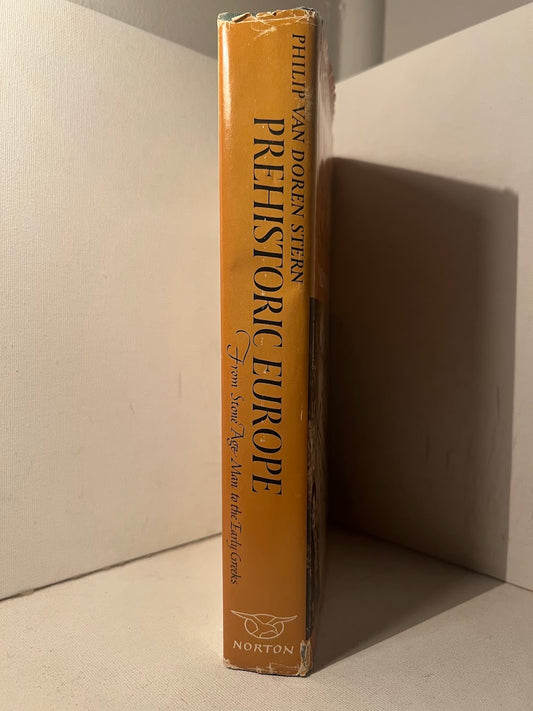 PHILIP VAN DOREN STERN
PREHISTORIC EUROPE
From Stone Age Man to the Early Greeks
NORTON